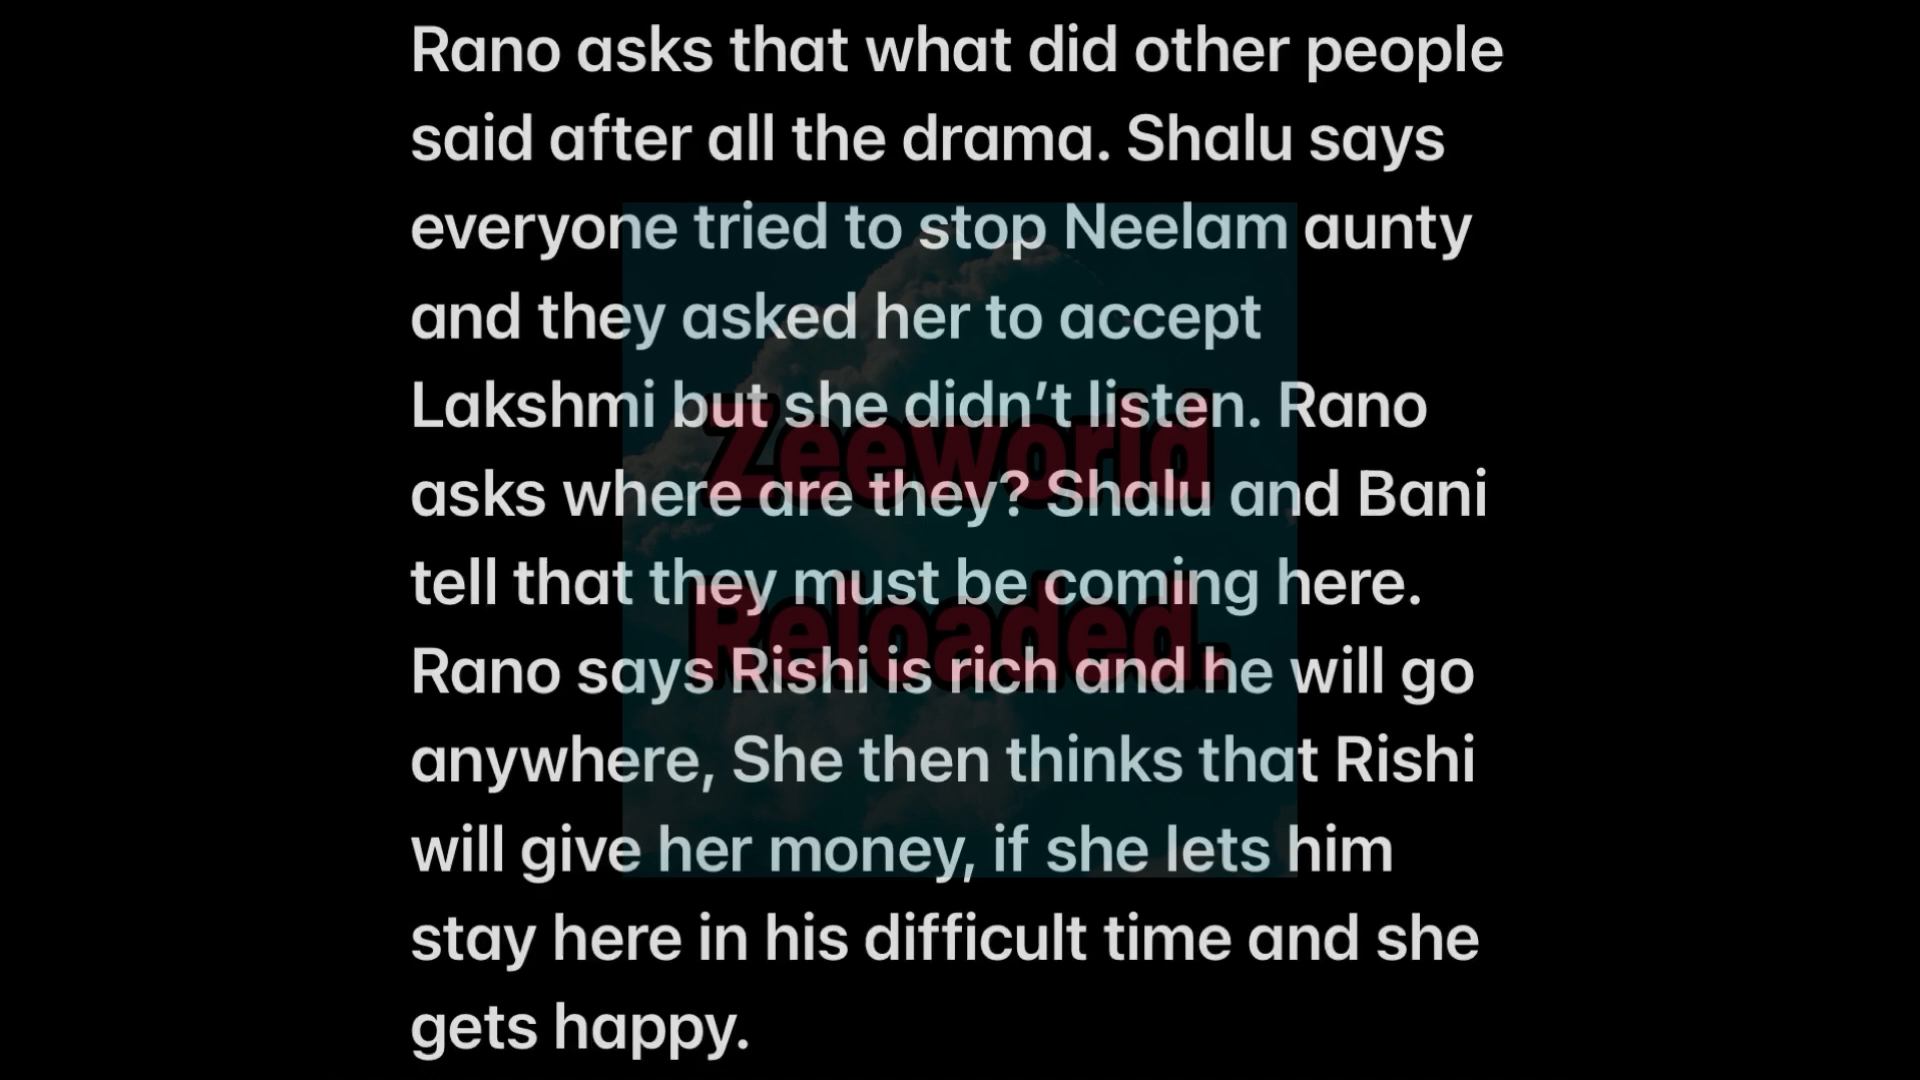 Rano asks that what did other people
said after all the drama. Shalu says
everyone tried to stop Neelam aunty
and they asked her to accept
Lakshmi but she didn’t listen. Rano
asks where are they? Shalu and Bani
tell that they must be coming here.
Rano says Rishi is rich and he will go
anywhere, She then thinks that Rishi
will give her money, if she lets him
stay here in his difficult time and she
gets happy.
Zeeworld
Reloaded.